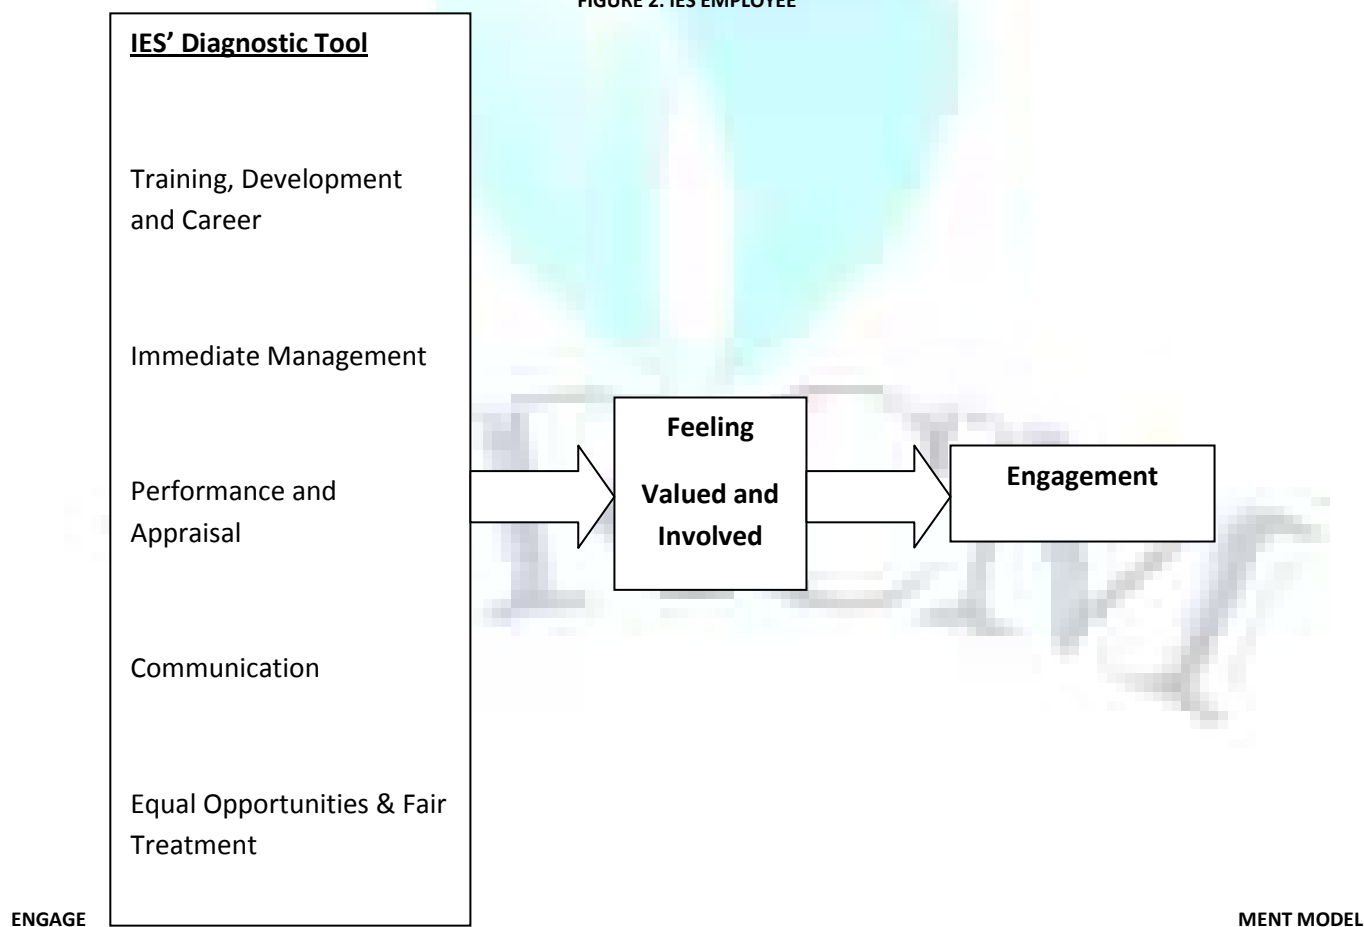 FIGURE 2: IES EMPLOYEE
IES’ Diagnostic Tool
Training, Development
and Career
Immediate Management
Performance and
Appraisal
Communication
Equal Opportunities & Fair
Treatment
Feeling
Valued and
Involved
Engagement
ENGAGE
MENT MODEL